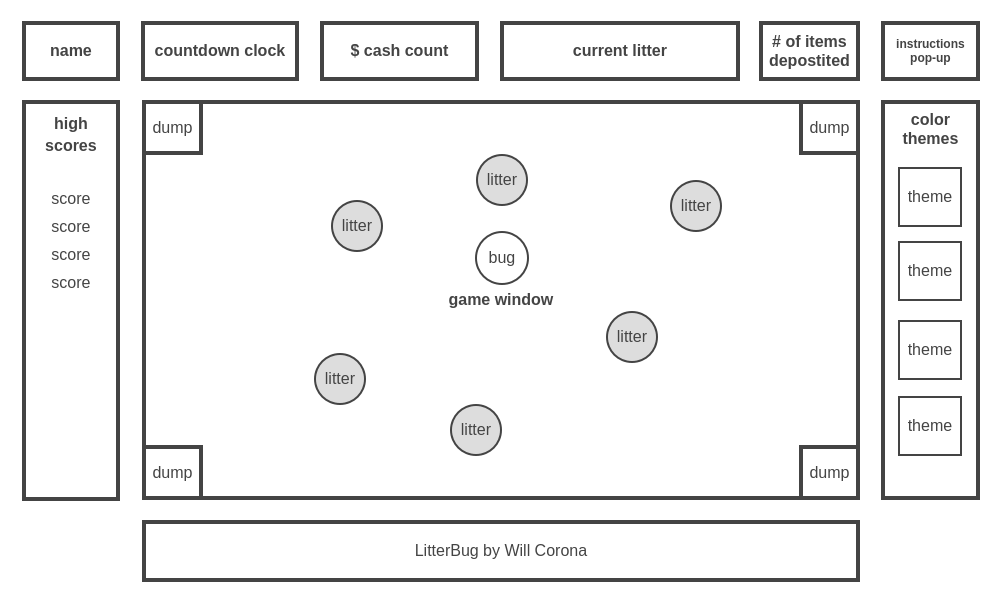 name
countdown clock
$ cash count
current litter
# of items
depostited
instructions
pop-up
high
scores
score
score
score
score
dump
dump
litter
litter
litter
bug
game window
litter
litter
litter
dump
dump
color
themes
theme
theme
theme
theme
LitterBug by Will Corona